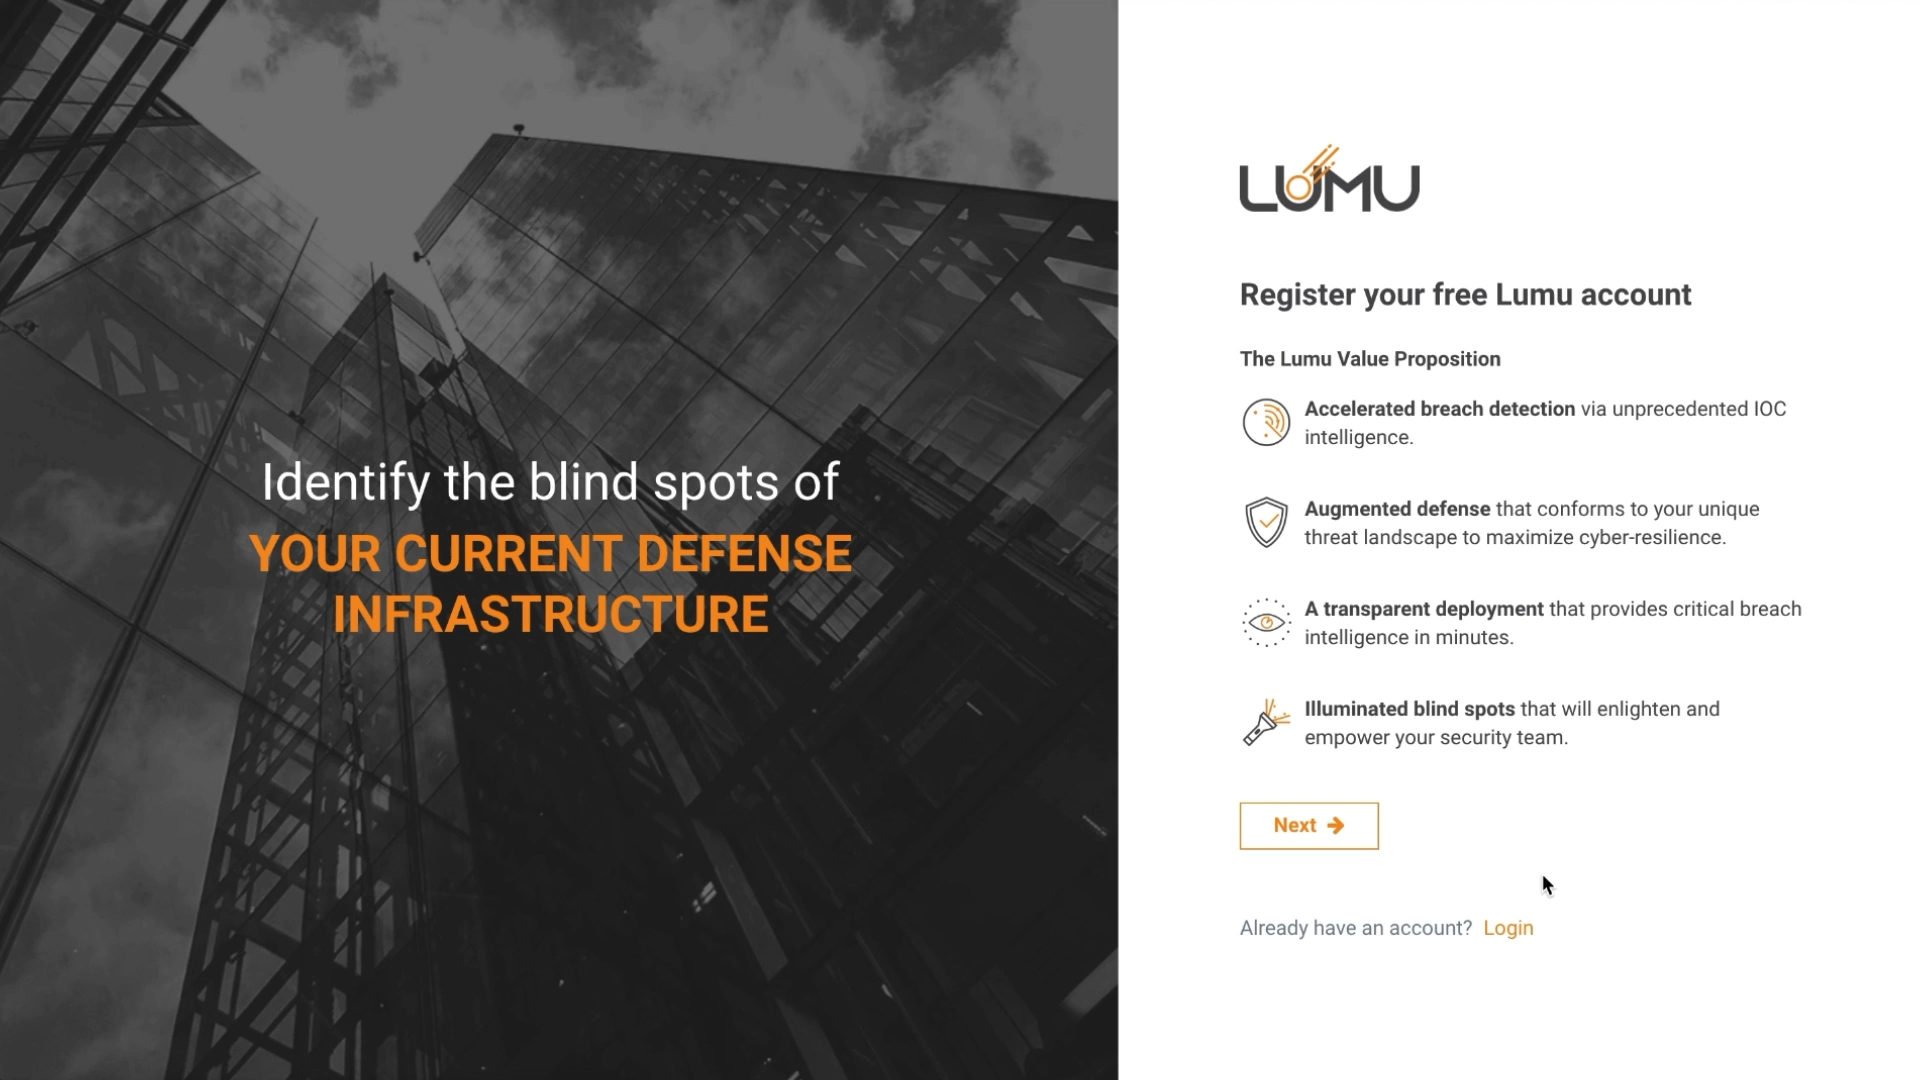 Identify the blind spots of
YOUR CURRENT DEFENSE
INFRASTRUCTURE
LUMU
Register your free Lumu account
The Lumu Value Proposition
Accelerated breach detection via unprecedented IOC
intelligence.
Augmented defense that conforms to your unique
threat landscape to maximize cyber-resilience.
A transparent deployment that provides critical breach
intelligence in minutes.
Illuminated blind spots that will enlighten and
empower your security team.
Next
Already have an account? Login